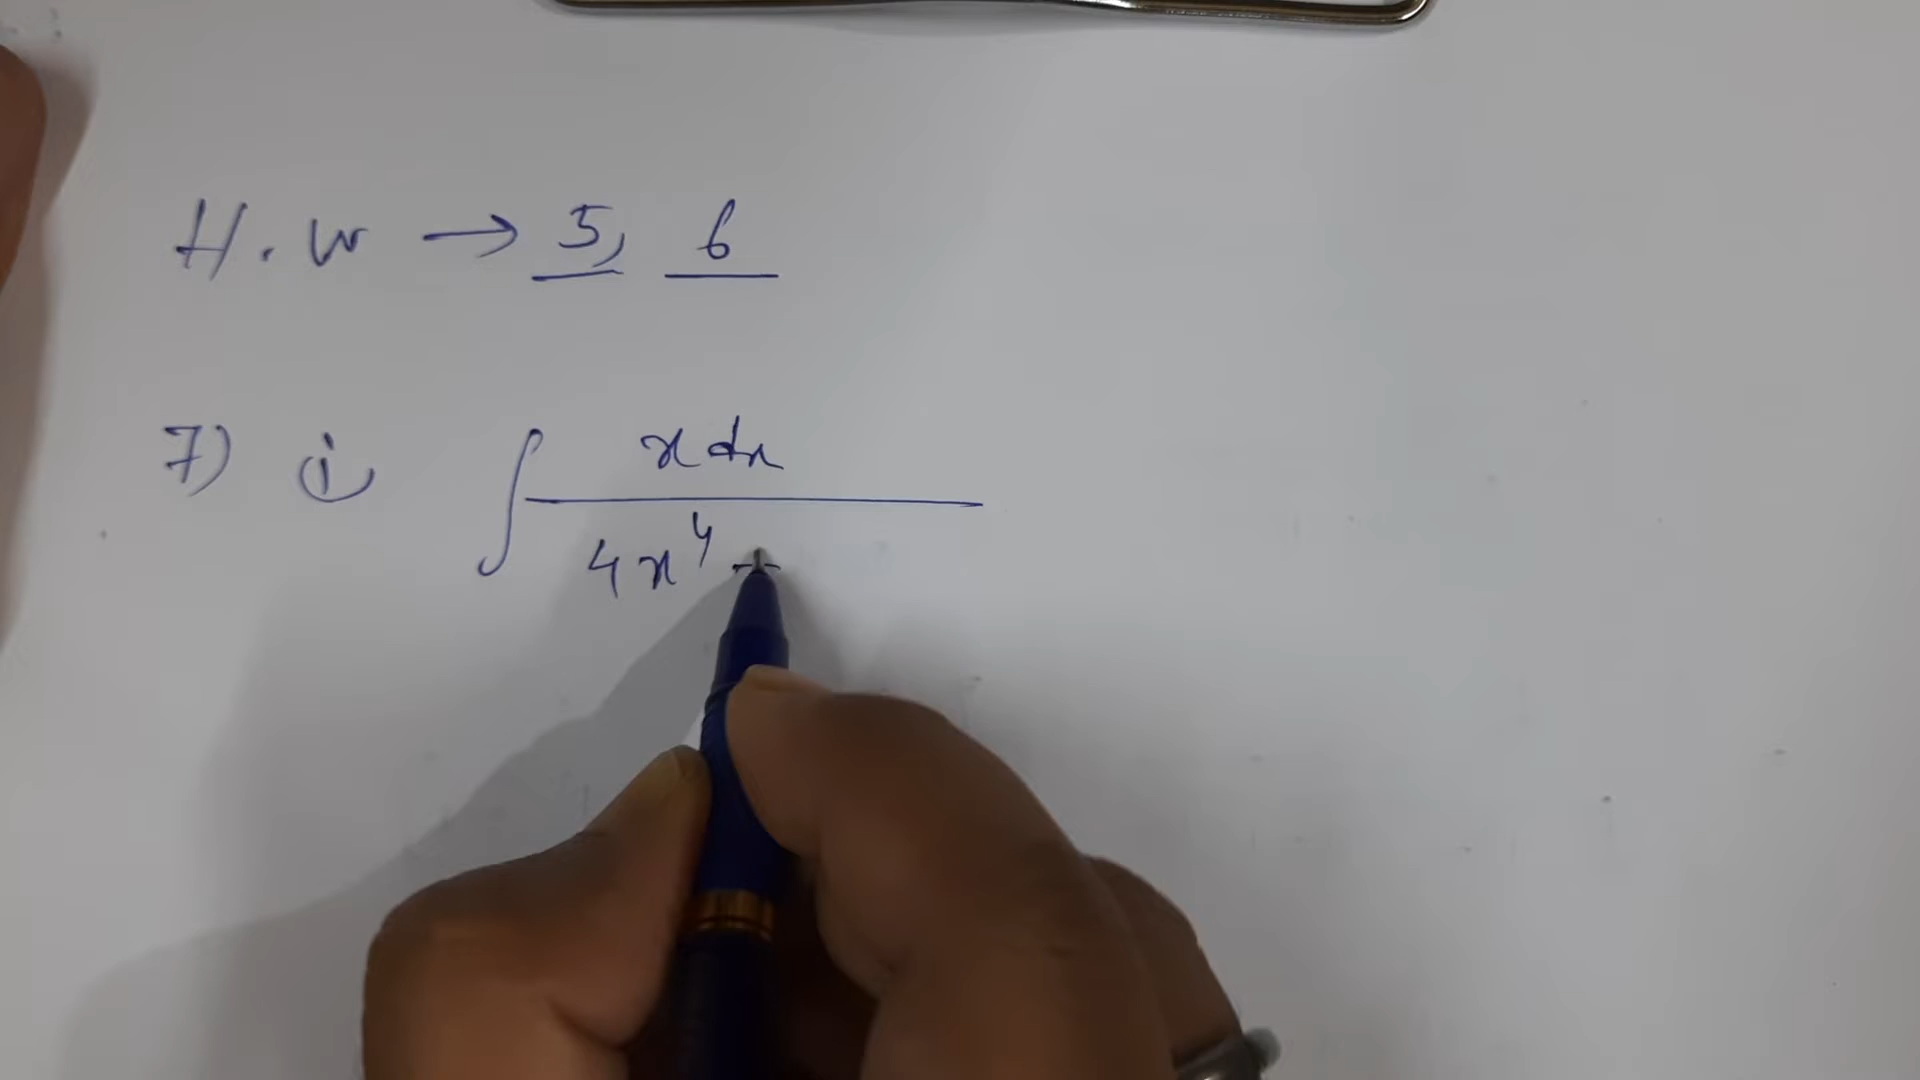 H.W → 5, 6
7) i ∫ x dx
4x⁴